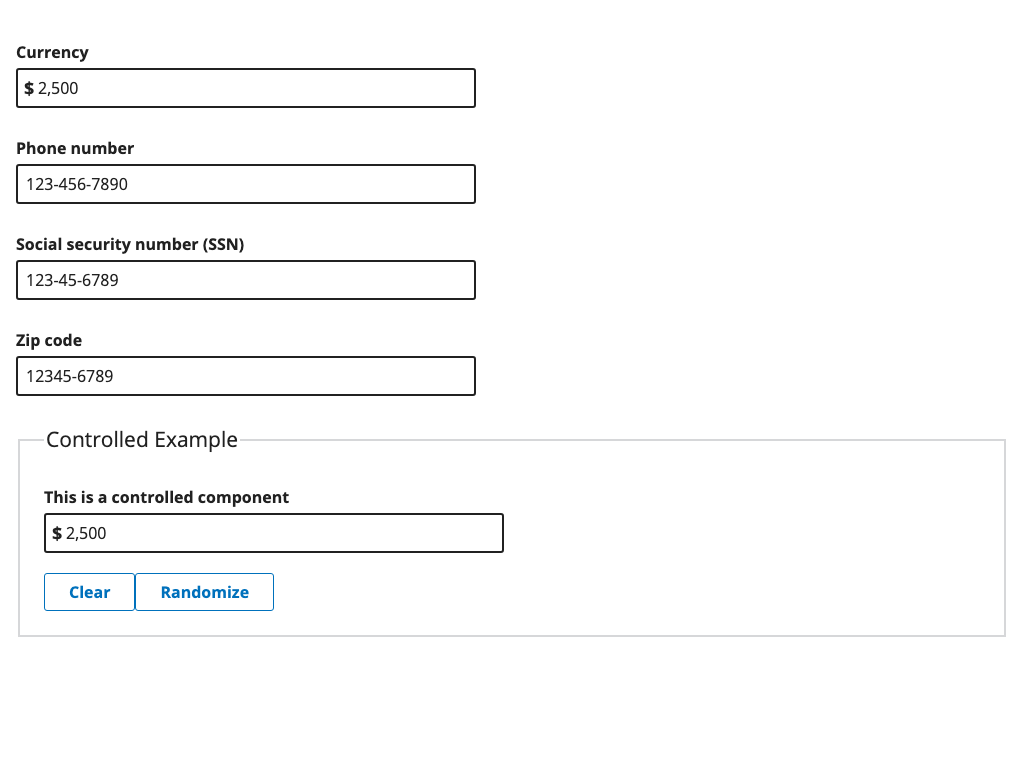 Currency
$ 2,500
Phone number
123-456-7890
Social security number (SSN)
123-45-6789
Zip code
12345-6789
Controlled Example
This is a controlled component
$ 2,500
Clear Randomize